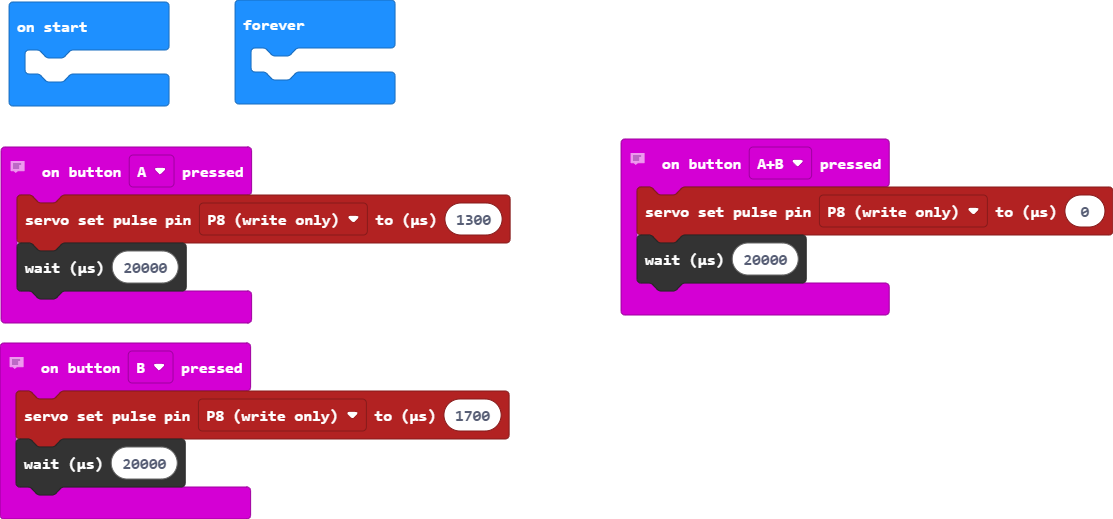 on start
forever
on button A pressed
servo set pulse pin P8 (write only) to (µs) 1300
wait (µs) 20000
on button A+B pressed
servo set pulse pin P8 (write only) to (µs) 0
wait (µs) 20000
on button B pressed
servo set pulse pin P8 (write only) to (µs) 1700
wait (µs) 20000